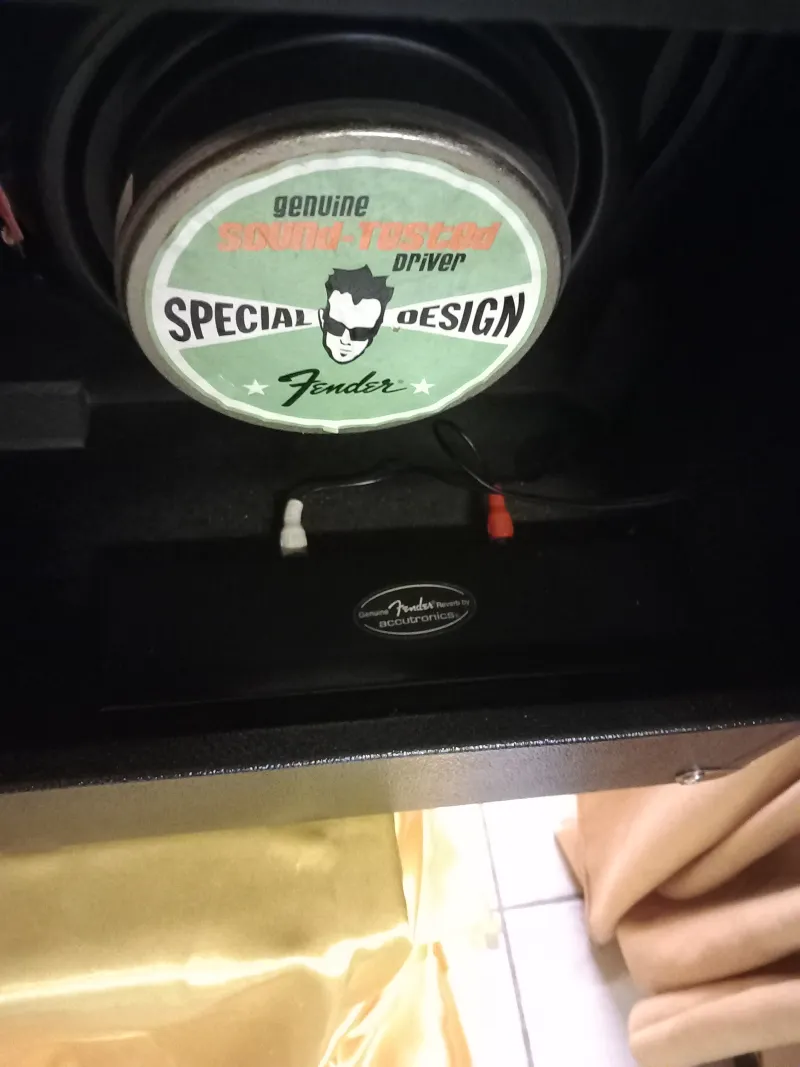 genuine
SOUND-TESTED
DRIVER
SPECIAL DESIGN
Fender
Genuine Fender Reverb by
accutronics